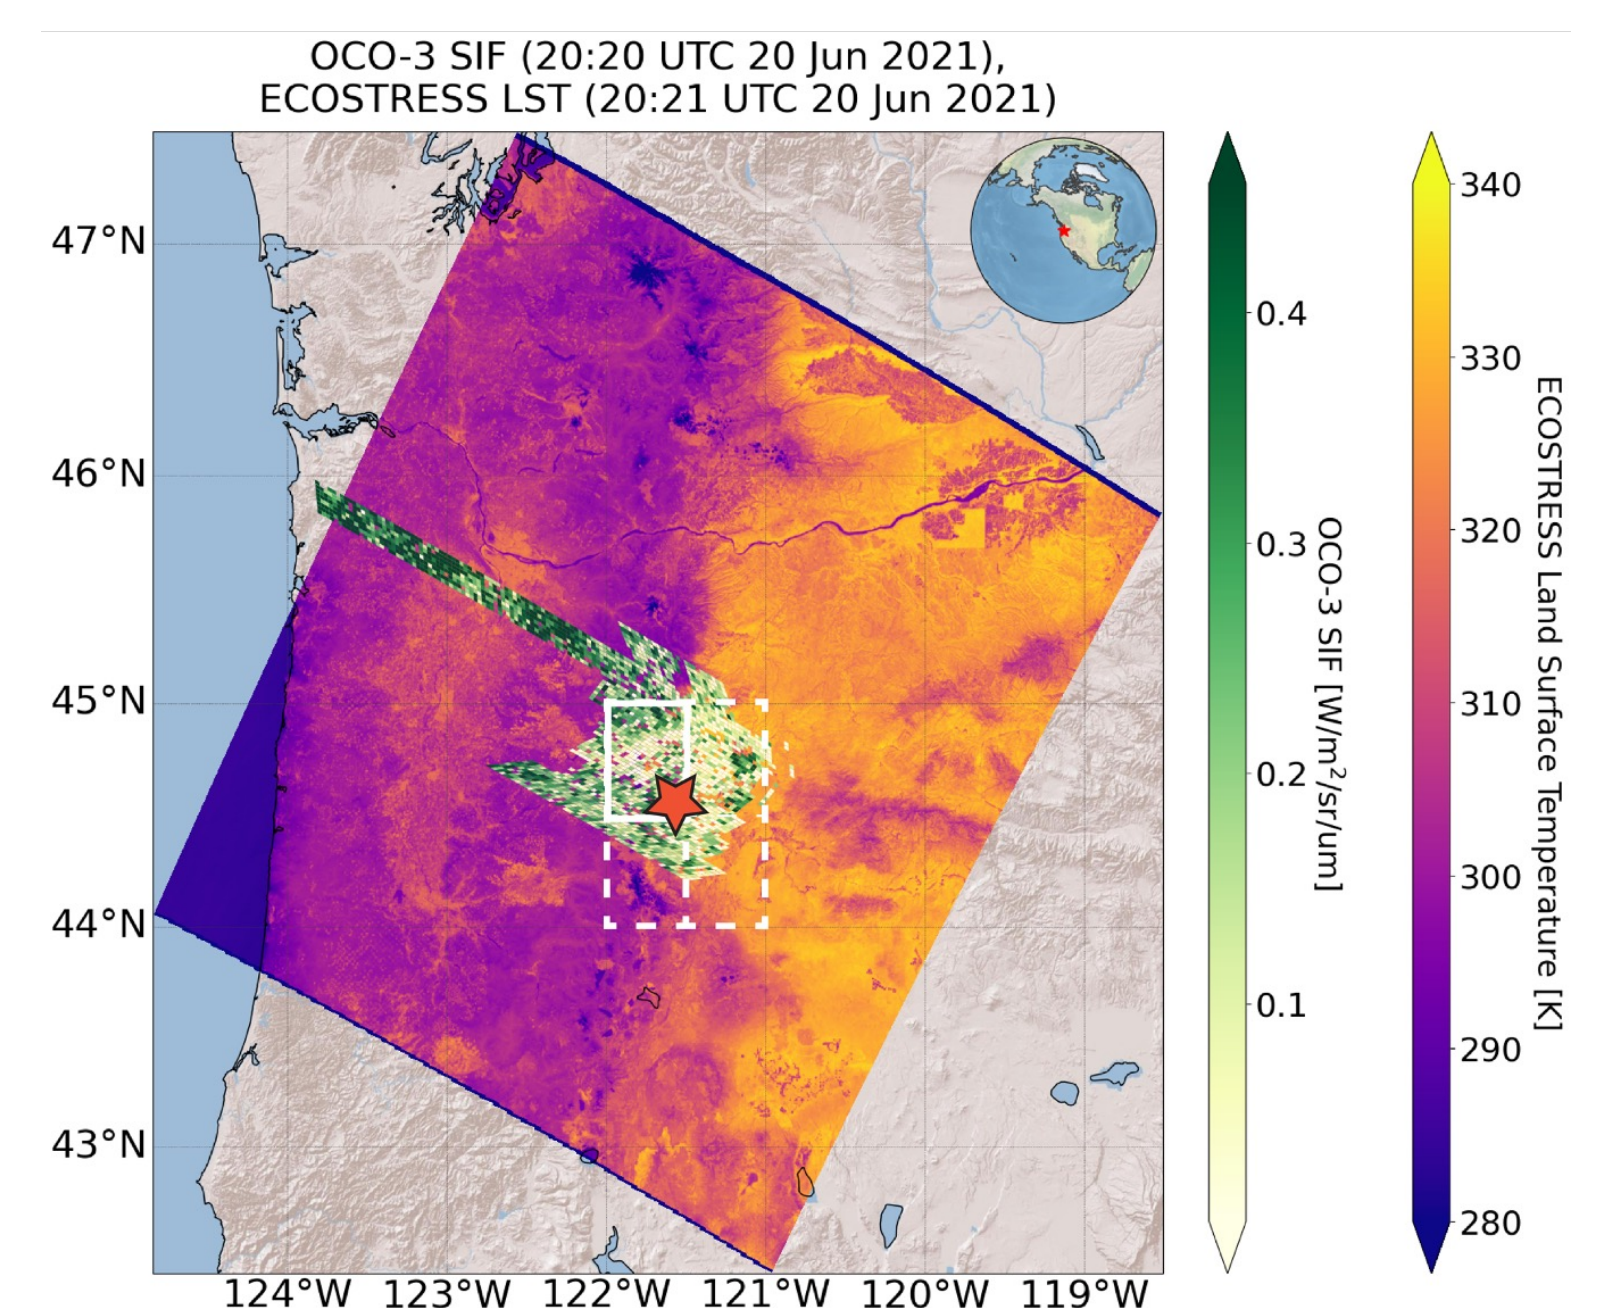 OCO-3 SIF (20:20 UTC 20 Jun 2021),
ECOSTRESS LST (20:21 UTC 20 Jun 2021)
47°N
46°N
45°N
44°N
43°N
124°W
123°W
122°W
121°W
120°W
119°W
0.4
0.3
0.2
0.1
OCO-3 SIF [W/m²/sr/um]
340
330
320
310
300
290
280
ECOSTRESS Land Surface Temperature [K]